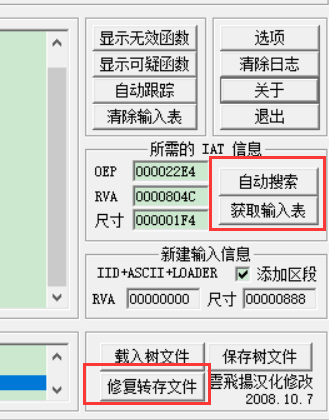 显示无效函数 选项
显示可疑函数 清除日志
自动跟踪 关于
清除输入表 退出
所需的 IAT 信息
OEP 000022E4 自动搜索
RVA 0000804C 获取输入表
尺寸 000001F4
新建输入信息
IID+ASCII+LOADER 添加区段
RVA 00000000 尺寸 00000888
载入树文件 保存树文件
修复转存文件 雲飛揚汉化修改
2008.10.7